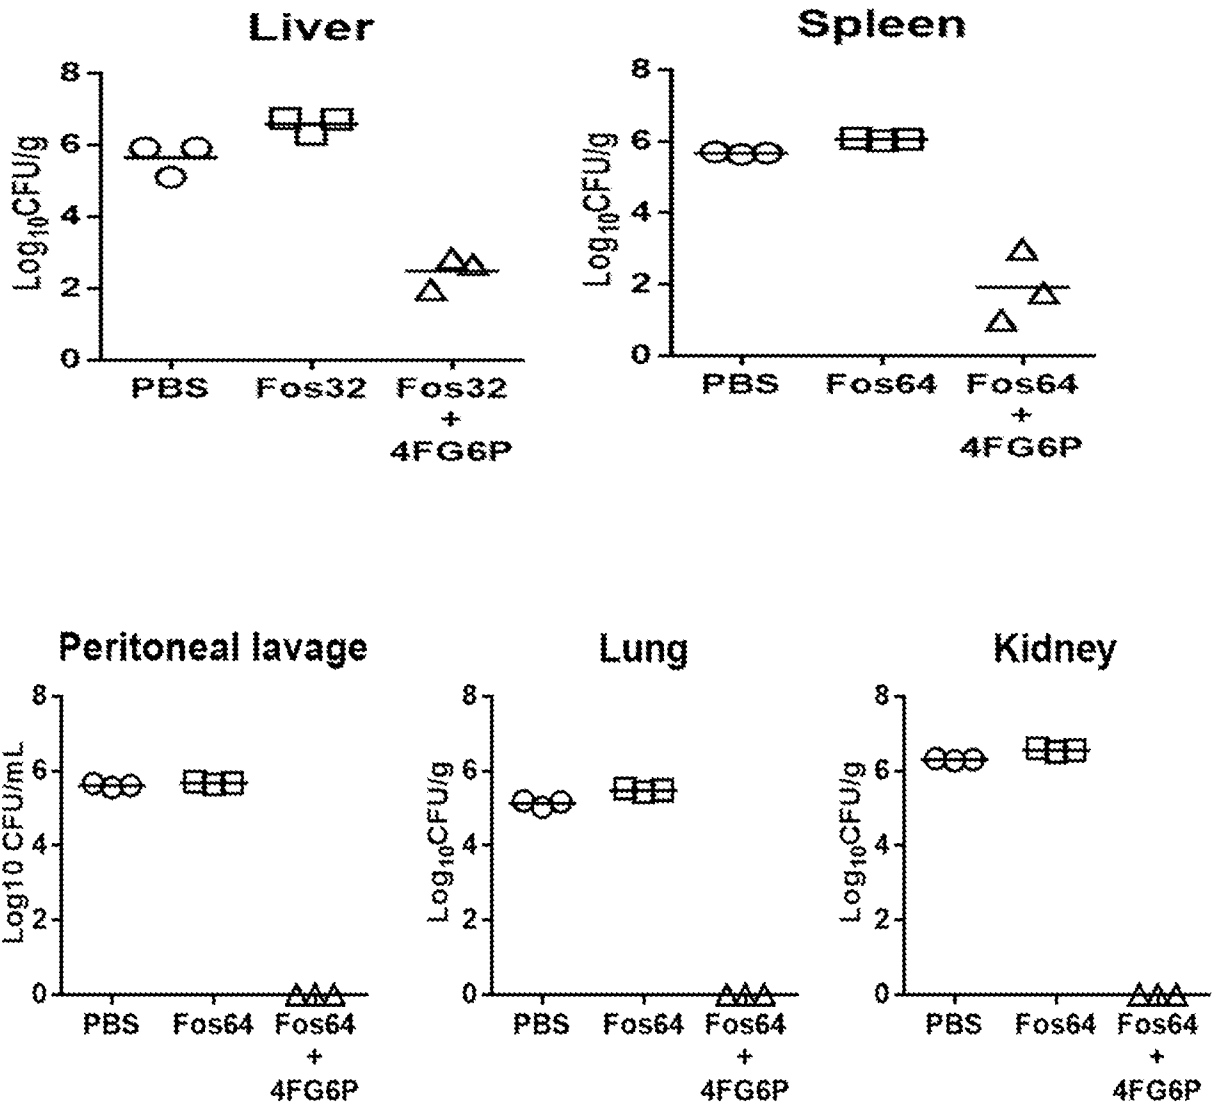 Liver
8
6
4
2
0
Log10CFU/g
PBS
Fos32
Fos32
+
4FG6P
Spleen
8
6
4
2
0
Log10CFU/g
PBS
Fos64
Fos64
+
4FG6P
Peritoneal lavage
8
6
4
2
0
Log10 CFU/mL
PBS
Fos64
Fos64
+
4FG6P
Lung
8
6
4
2
0
Log10CFU/g
PBS
Fos64
Fos64
+
4FG6P
Kidney
8
6
4
2
0
Log10CFU/g
PBS
Fos64
Fos64
+
4FG6P